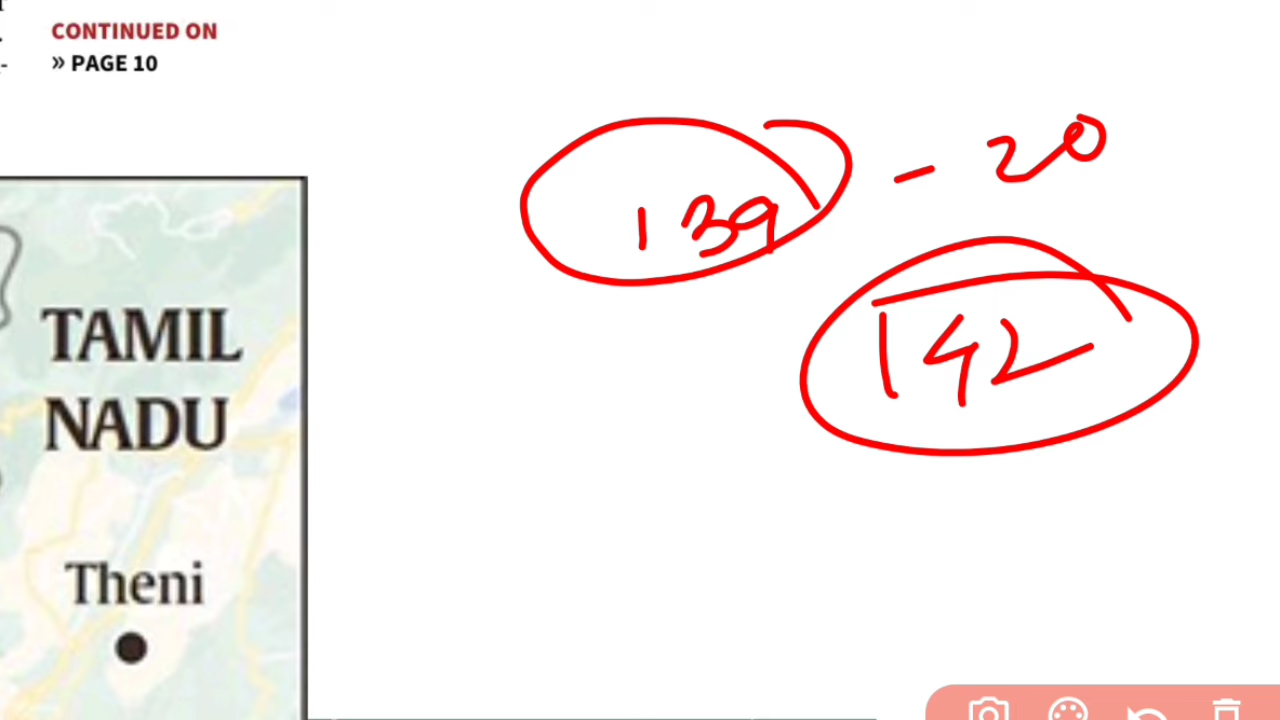 CONTINUED ON
» PAGE 10
139 - 20
142
TAMIL
NADU
Theni